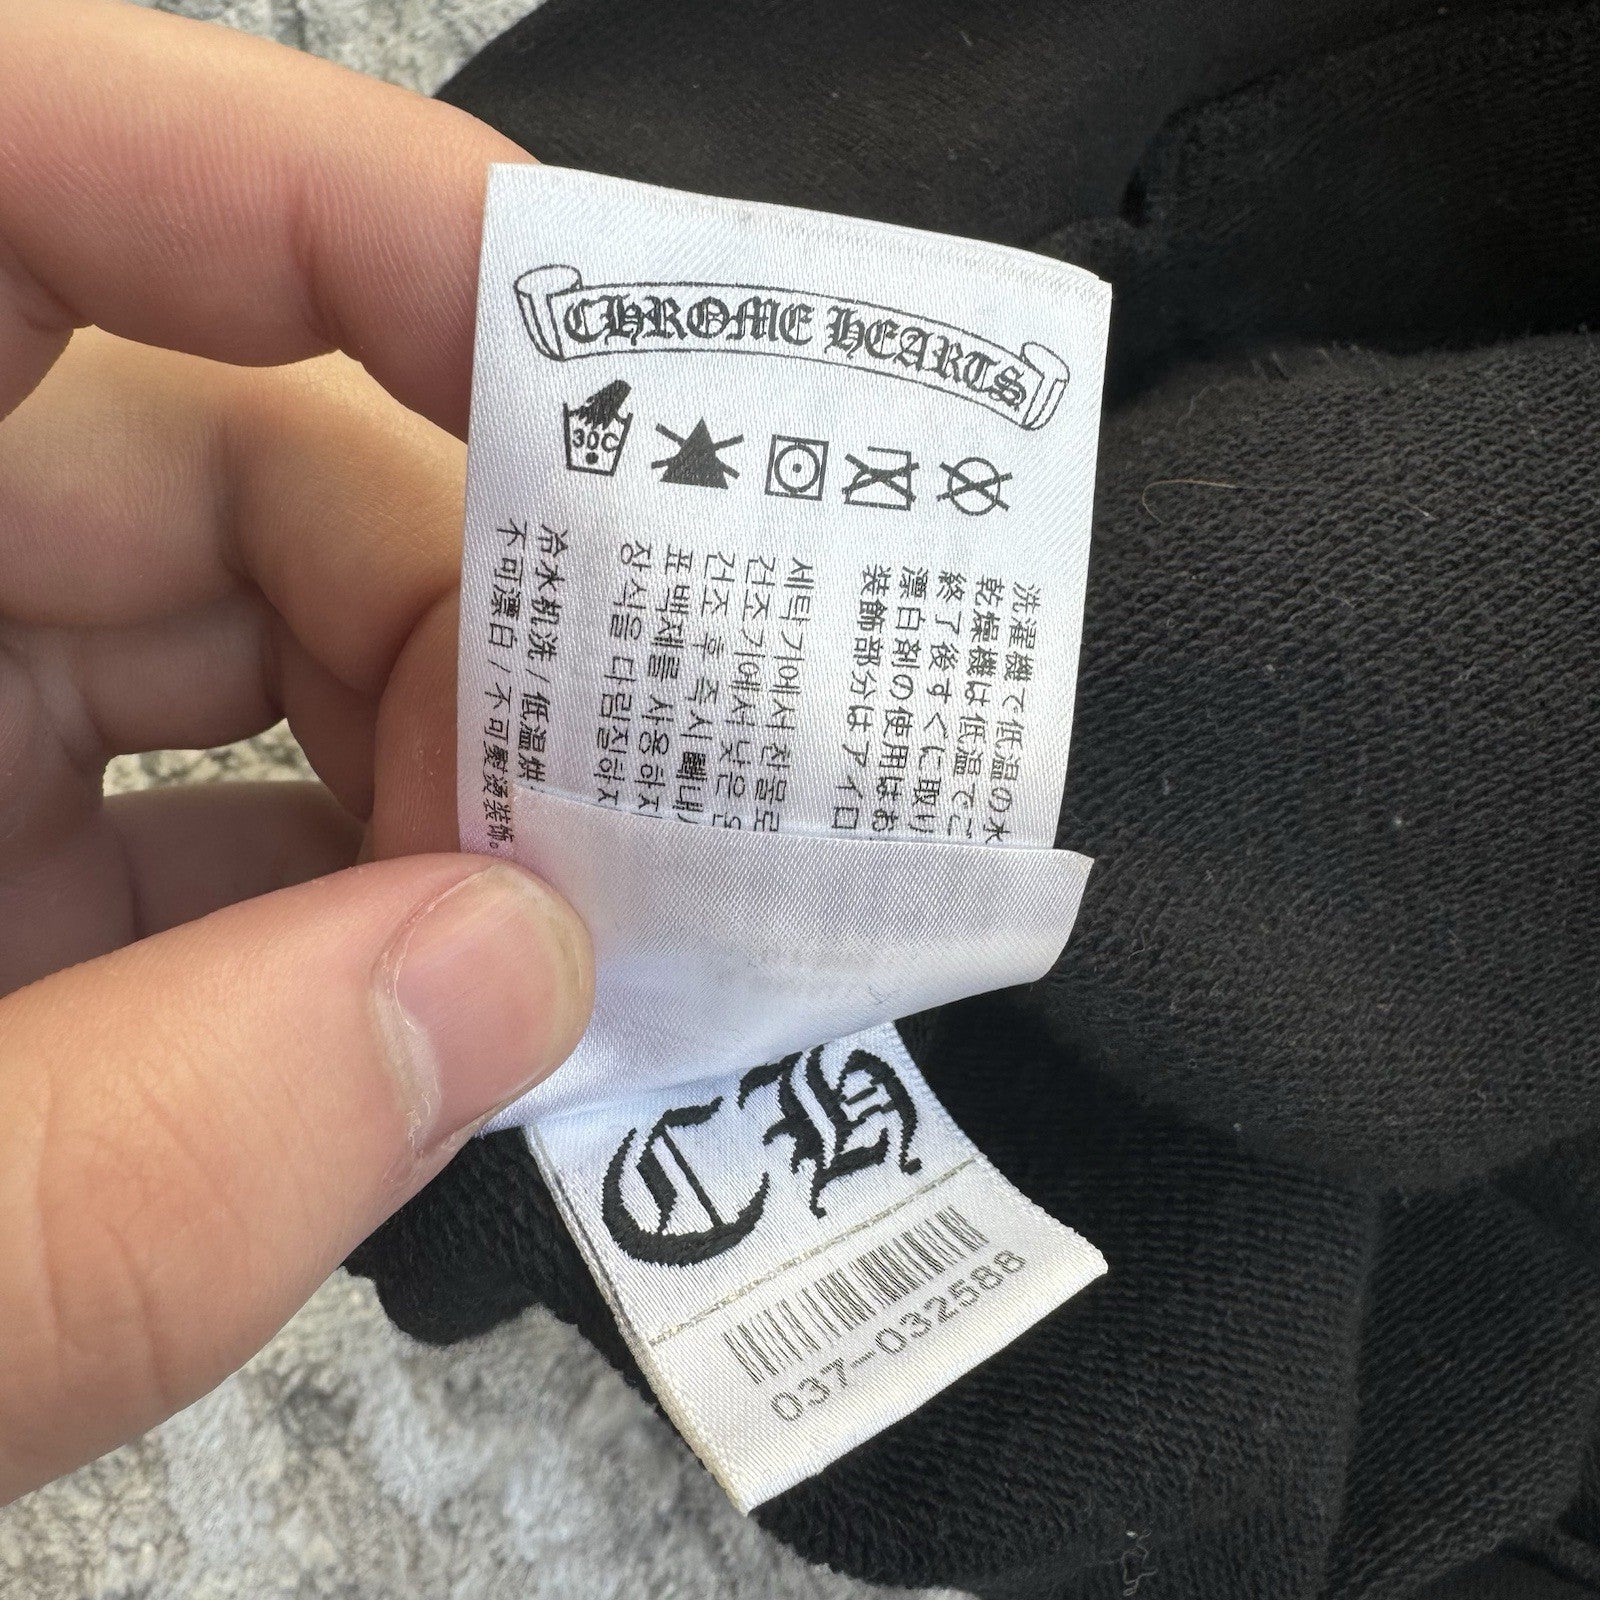 CHROME HEARTS
30C
洗濯機で低温の水
乾燥機は低温でご
終了後すぐに取り
漂白剤の使用はお
装飾部分はアイロ
세탁기에서 찬물로
건조기에서 낮은
건조 후 즉시 빼내
표백제를 사용하지
장식을 다림질하지
冷水机洗/低温烘
不可漂白/不可熨烫装饰。
CH
037-032588